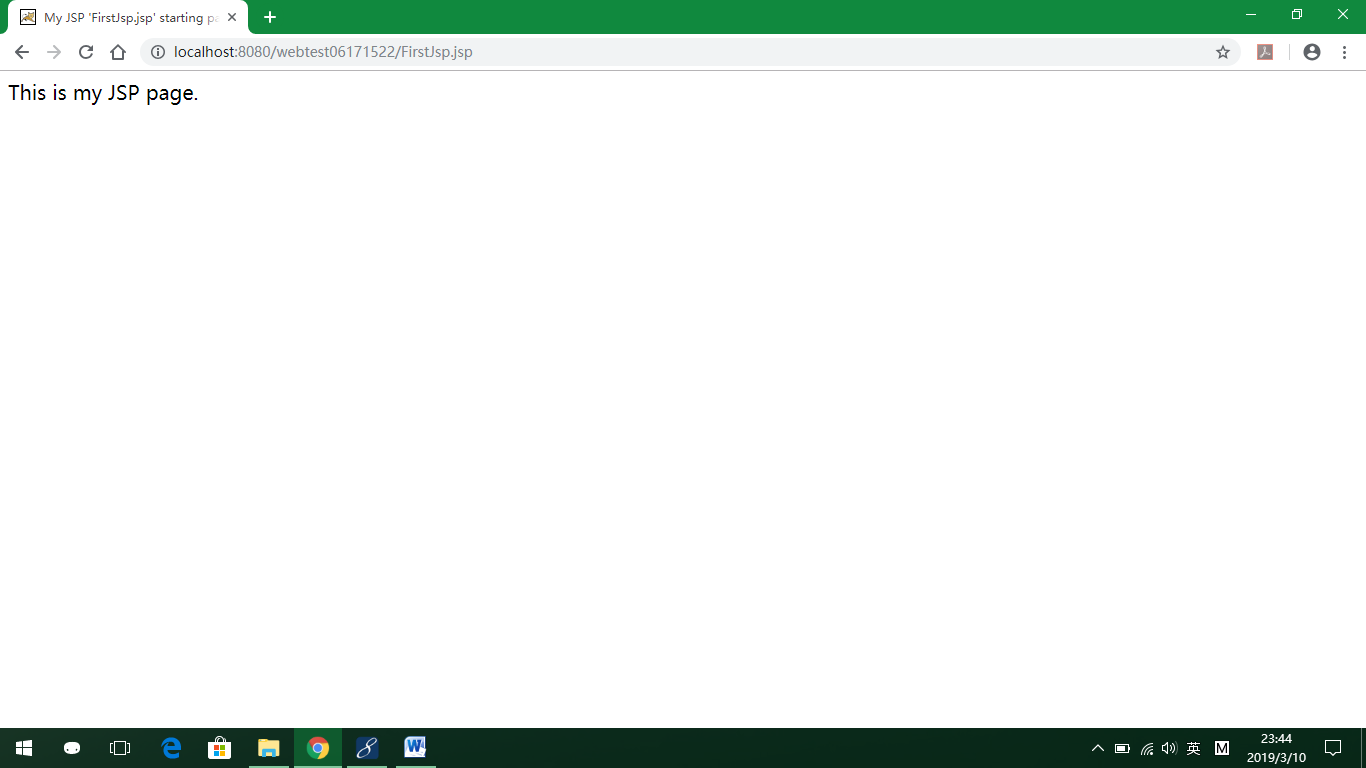 My JSP 'FirstJsp.jsp' starting pa
localhost:8080/webtest06171522/FirstJsp.jsp
This is my JSP page.
英
M
23:44
2019/3/10